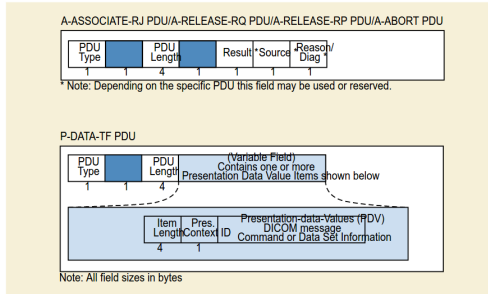 A-ASSOCIATE-RJ PDU/A-RELEASE-RQ PDU/A-RELEASE-RP PDU/A-ABORT PDU
PDU Type PDU Length Result *Source *Reason/ Diag *
1 1 4 1 1 1 1
* Note: Depending on the specific PDU this field may be used or reserved.
P-DATA-TF PDU
PDU Type PDU Length (Variable Field)
Contains one or more
Presentation Data Value Items shown below
1 1 4
Item Length Pres. Context ID Presentation-data-Values (PDV)
DICOM message
Command or Data Set Information
4 1
Note: All field sizes in bytes